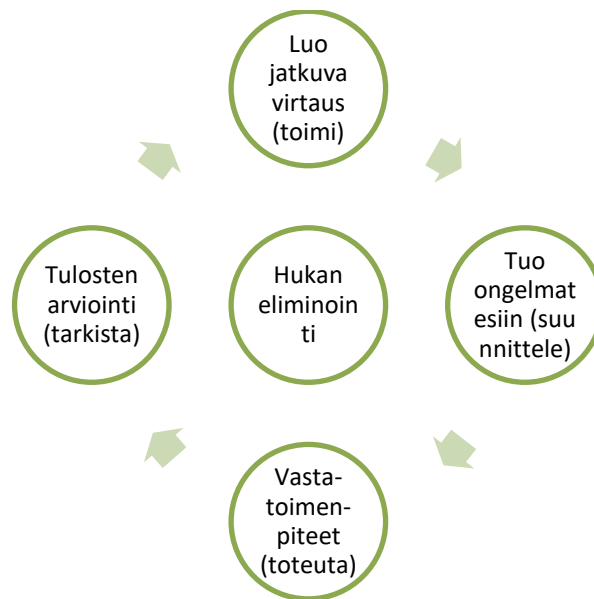 Luo
jatkuva
virtaus
(toimi)
Tulosten
arviointi
(tarkista)
Hukan
eliminoin
ti
Tuo
ongelmat
esiin (suu
nnittele)
Vasta-
toimen-
piteet
(toteuta)